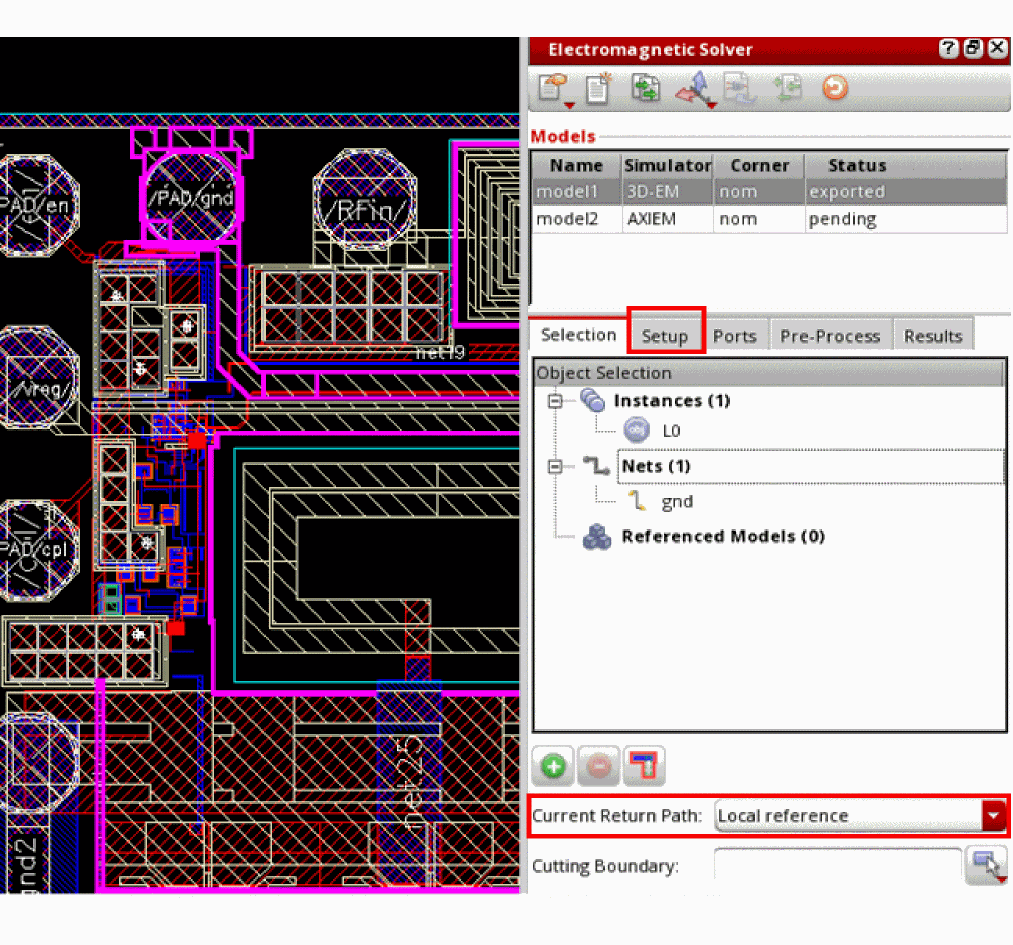 Electromagnetic Solver
Models
Name Simulator Corner Status
model1 3D-EM nom exported
model2 AXIEM nom pending
Selection Setup Ports Pre-Process Results
Object Selection
Instances (1)
L0
Nets (1)
gnd
Referenced Models (0)
Current Return Path: Local reference
Cutting Boundary:
PAD/en
/PAD/gnd
/RFin/
net19
/vreg/
PAD/cpl
net25
gnd2